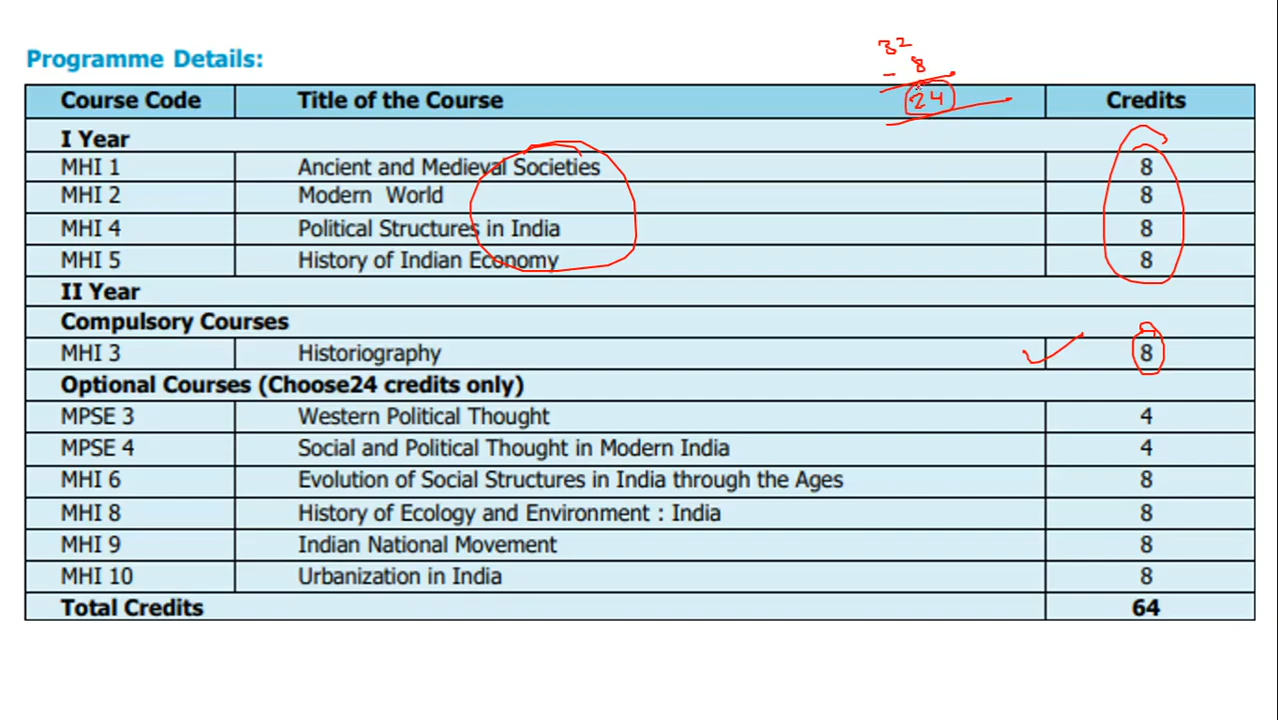 Programme Details:
32
- 8
24
Course Code Title of the Course Credits
I Year
MHI 1 Ancient and Medieval Societies 8
MHI 2 Modern World 8
MHI 4 Political Structures in India 8
MHI 5 History of Indian Economy 8
II Year
Compulsory Courses
MHI 3 Historiography 8
Optional Courses (Choose24 credits only)
MPSE 3 Western Political Thought 4
MPSE 4 Social and Political Thought in Modern India 4
MHI 6 Evolution of Social Structures in India through the Ages 8
MHI 8 History of Ecology and Environment : India 8
MHI 9 Indian National Movement 8
MHI 10 Urbanization in India 8
Total Credits 64